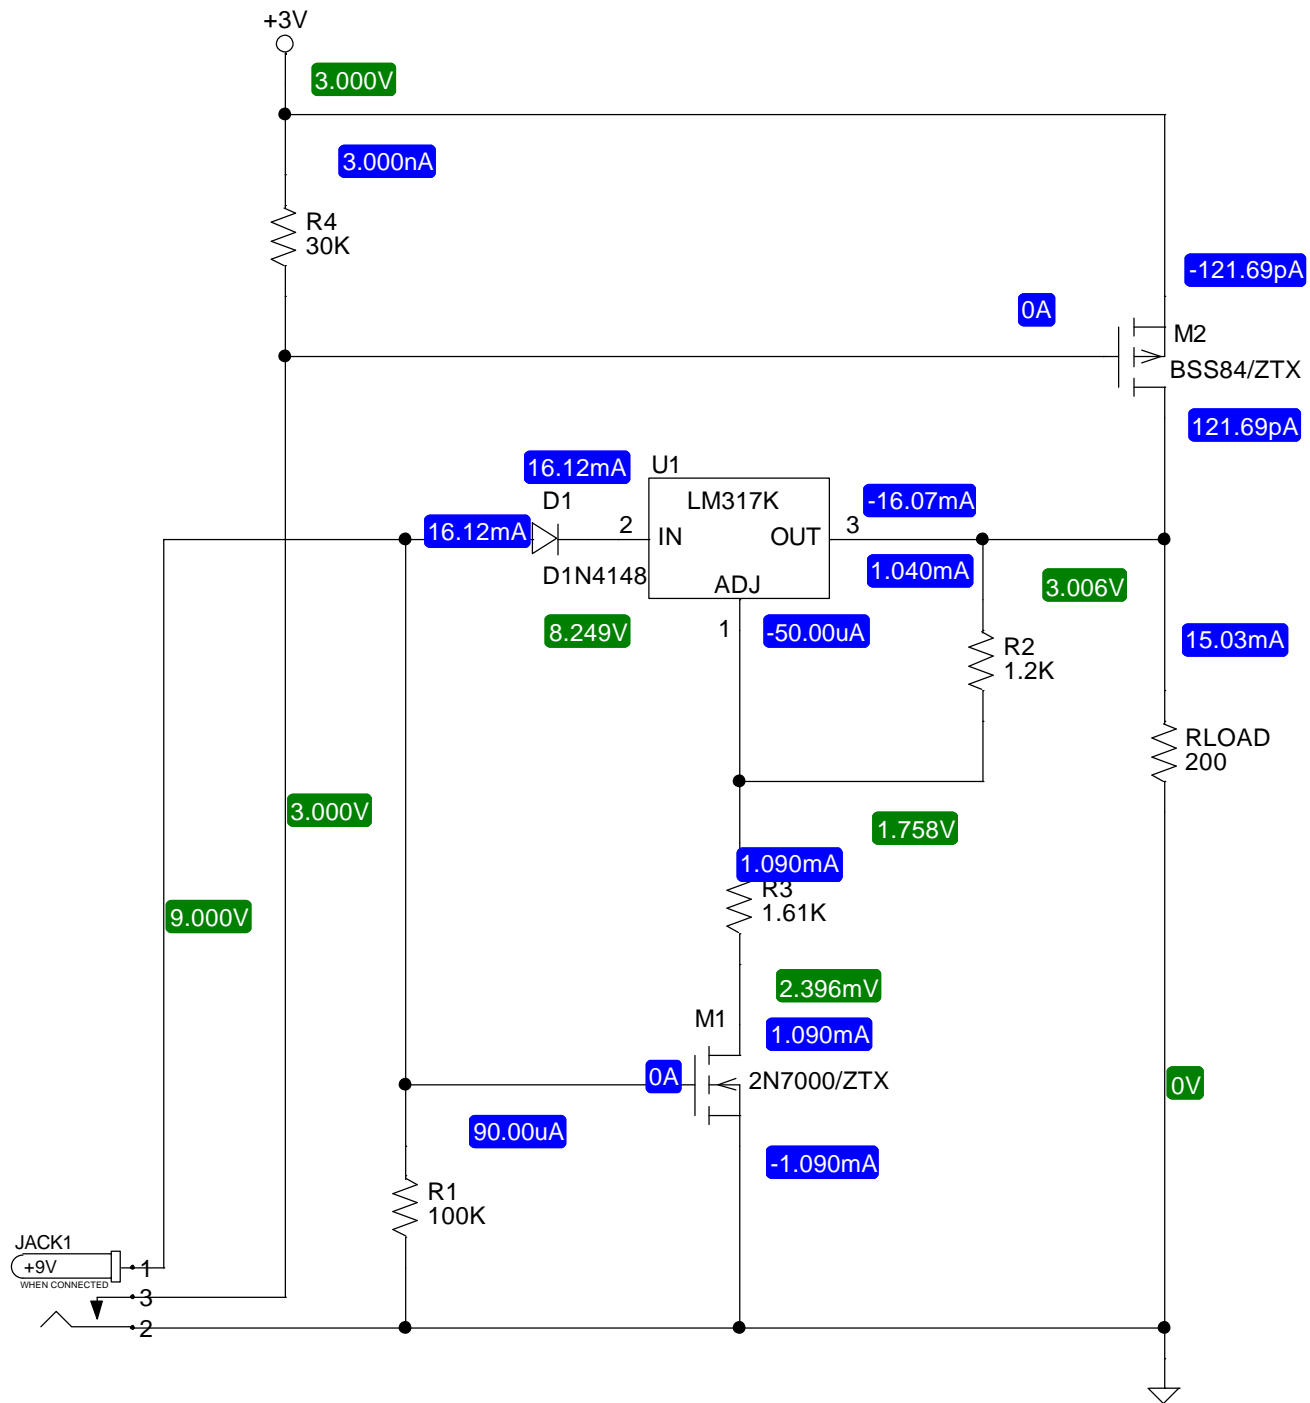 +3V
3.000V
3.000nA
R4
30K
-121.69pA
0A
M2
BSS84/ZTX
121.69pA
16.12mA
U1
D1
LM317K
-16.07mA
16.12mA
2
IN
OUT
3
D1N4148
ADJ
1.040mA
3.006V
8.249V
1
-50.00uA
R2
1.2K
15.03mA
RLOAD
200
3.000V
1.758V
1.090mA
R3
1.61K
9.000V
2.396mV
M1
1.090mA
0A
2N7000/ZTX
0V
90.00uA
-1.090mA
R1
100K
JACK1
+9V
1
WHEN CONNECTED
3
2